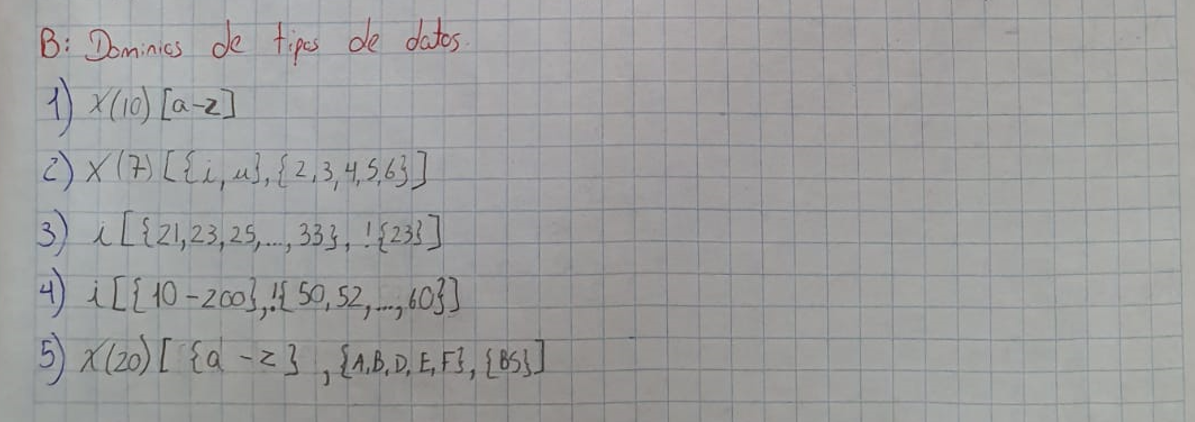 B: Dominios de tipos de datos.
1) X(10) [a-z]
2) X(7) [{i, u}, {2,3,4,5,6}]
3) i [{21,23,25,...,33}, !{23}]
4) i [{10-200},!{50,52,...,60}]
5) X(20) [ {a - z} , {A,B,D,E,F}, {BS}]